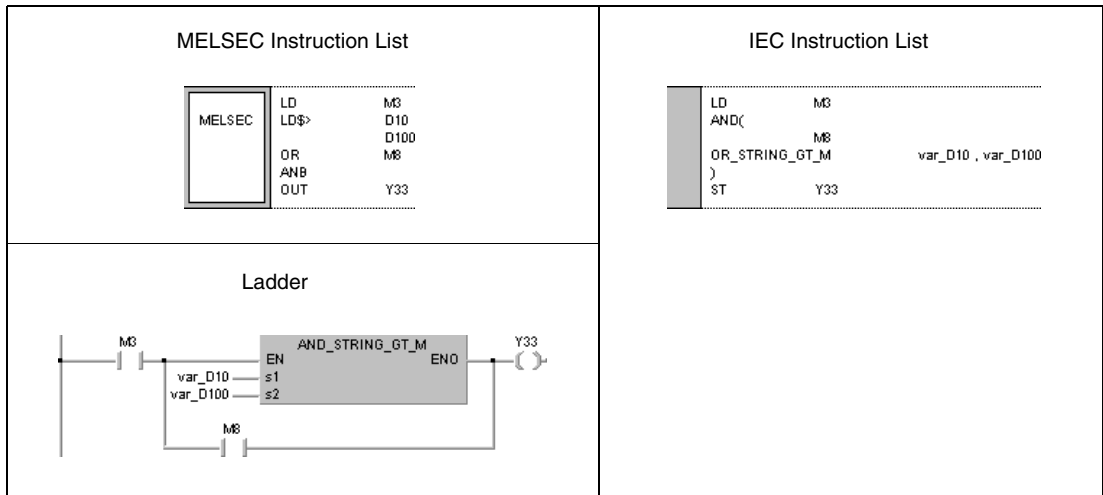 MELSEC Instruction List
MELSEC
LD M3
LD$> D10
D100
OR M8
ANB
OUT Y33
IEC Instruction List
LD M3
AND(
M8
OR_STRING_GT_M var_D10 , var_D100
)
ST Y33
Ladder
M3
AND_STRING_GT_M
Y33
EN ENO
var_D10 s1
var_D100 s2
M8